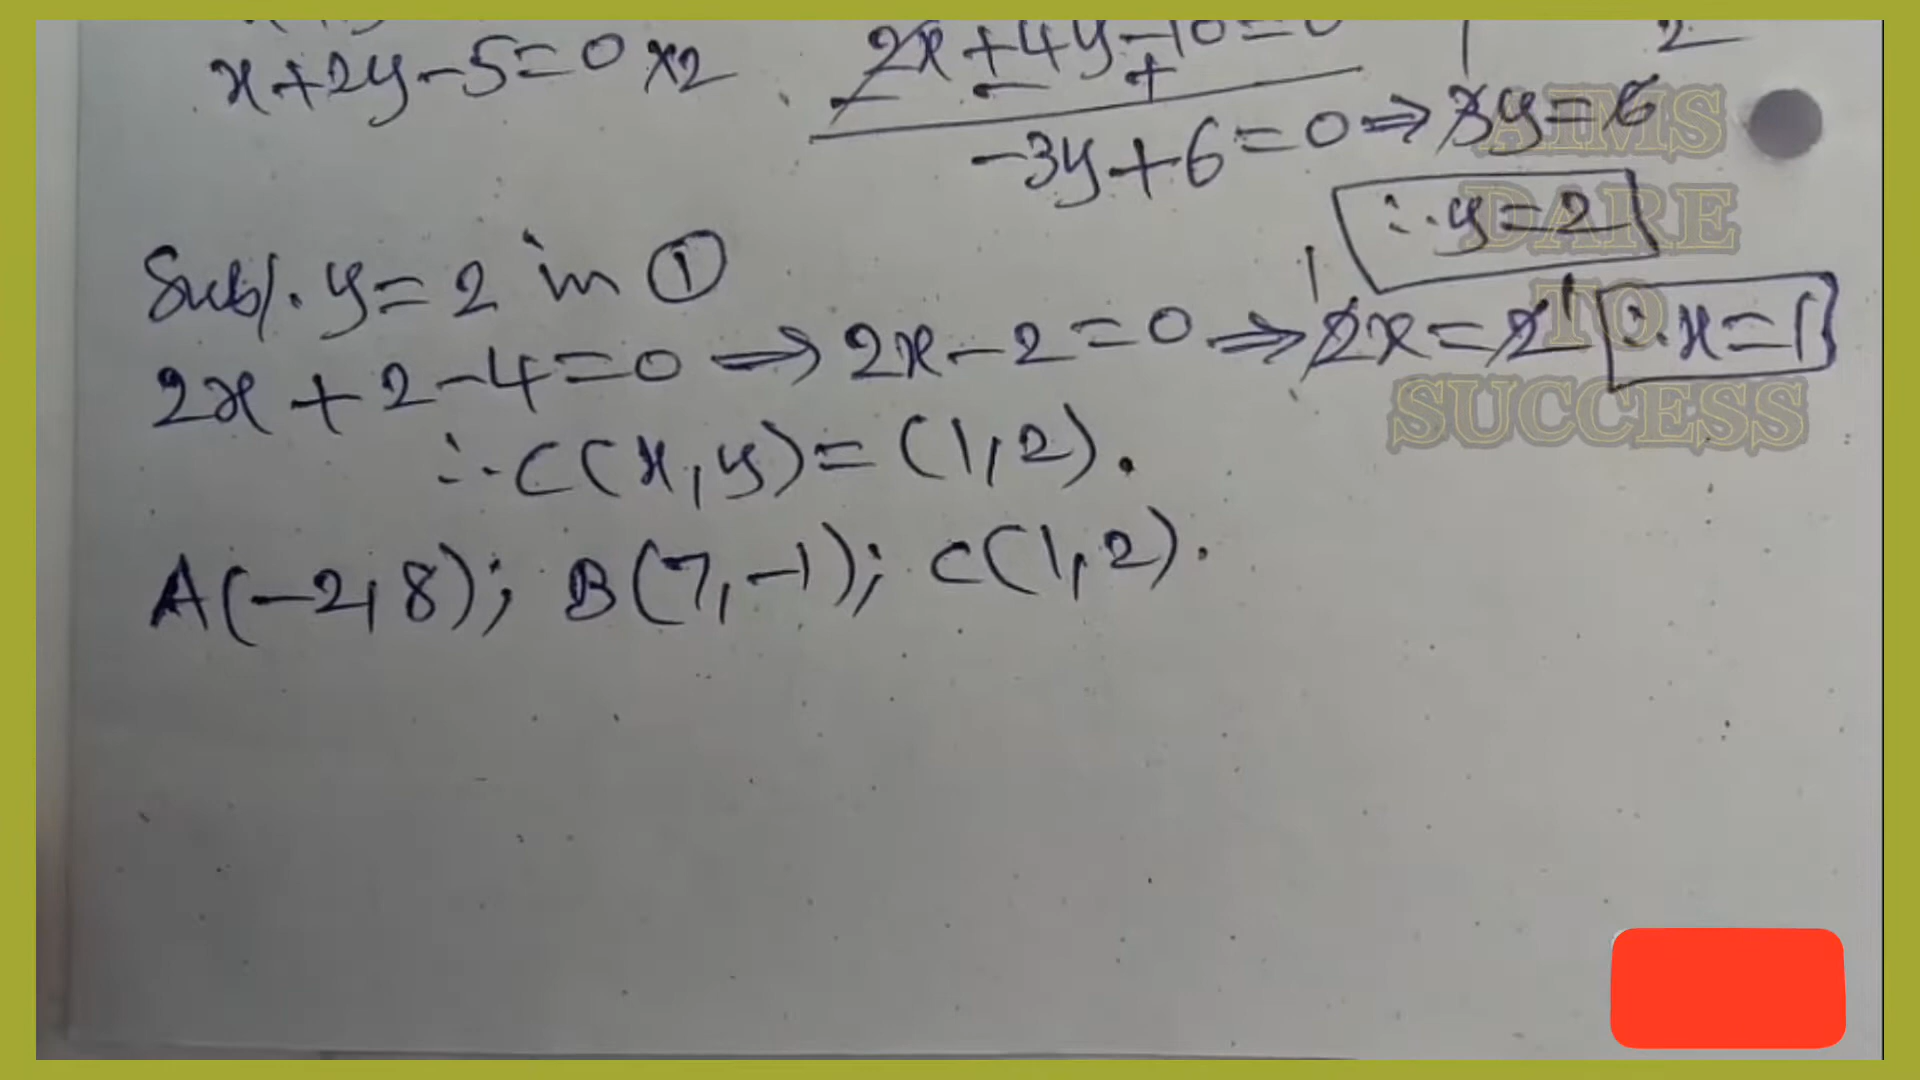 x+2y-5=0 ×2
2x+4y-10=0
- - +
-3y+6=0 ⇒ 3y=6
∴ y=2
Subs. y=2 in ①
2x+2-4=0 ⇒ 2x-2=0 ⇒ 2x=2 ∴ x=1
∴ C(x,y)=(1,2).
A(-2,8); B(7,-1); C(1,2).
AIMS
DARE
TO
SUCCESS